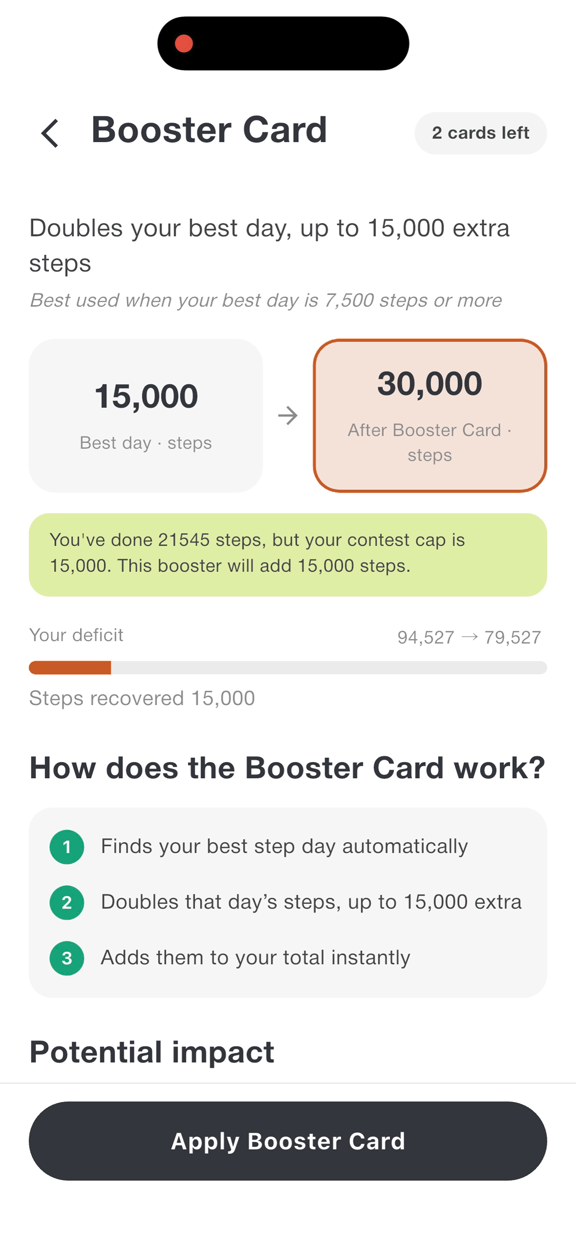 Booster Card
2 cards left
Doubles your best day, up to 15,000 extra
steps
Best used when your best day is 7,500 steps or more
15,000
Best day · steps
→
30,000
After Booster Card ·
steps
You've done 21545 steps, but your contest cap is
15,000. This booster will add 15,000 steps.
Your deficit
94,527 → 79,527
Steps recovered 15,000
How does the Booster Card work?
1 Finds your best step day automatically
2 Doubles that day’s steps, up to 15,000 extra
3 Adds them to your total instantly
Potential impact
Apply Booster Card